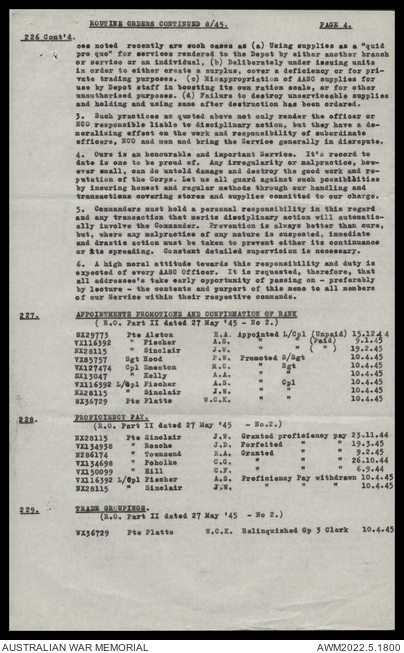 ROUTINE ORDERS CONTINUED 8/45. PAGE 4.
226 Cont'd.
ces noted recently are such cases as (a) Using supplies as a "quid
pro quo" for services rendered to the Depot by either another branch
or service or an individual, (b) Deliberately under issuing units
in order to either create a surplus, cover a deficiency or for pri-
vate trading purposes. (c) Misappropriation of AASC supplies for
use by Depot staff in boosting its own ration scale, or for other
unauthorised purposes. (d) Failure to destroy unserviceable supplies
and holding and using same after destruction has been ordered.
3. Such practices as quoted above not only render the officer or
NCO responsible liable to disciplinary action, but they have a de-
moralising effect on the work and responsibility of subordinate
officers, NCO and men and bring the Service generally in disrepute.
4. Ours is an honourable and important Service. It's record to
date is one to be proud of. Any irregularity or malpractice, how-
ever small, can do untold damage and destroy the good work and re-
putation of the Corps. Let us all guard against such possibilities
by insuring honest and regular methods through our handling and
transactions covering stores and supplies committed to our charge.
5. Commanders must hold a personal responsibility in this regard
and any transaction that merits disciplinary action will automatic-
ally involve the Commander. Prevention is always better than cure,
but, where any malpractice of any nature is suspected, immediate
and drastic action must be taken to prevent either its continuance
or its spreading. Constant detailed supervision is necessary.
6. A high moral attitude towards this responsibility and duty is
expected of every AASC Officer. It is requested, therefore, that
all addressee's take early opportunity of passing on - preferably
by lecture - the contents and purport of this memo to all members
of our Service within their respective commands.
227. APPOINTMENTS PROMOTIONS AND CONFIRMATION OF RANK
(R.O. Part II dated 27 May '45 - No 2.)
SX29773 Pte Alston H.A. Appointed L/Cpl (Unpaid) 15.12.44
VX116392 " Fischer A.S. " " (Paid) 9.1.45
NX28115 " Sinclair J.W. " " ( " ) 19.2.45
VX85757 Sgt Hood P.W. Promoted S/Sgt 10.4.45
VX127474 Cpl Smenton M.C. " Sgt 10.4.45
SX13047 " Kelly A.A. " " 10.4.45
VX116392 L/Cpl Fischer A.S. " Cpl 10.4.45
NX28115 " Sinclair J.W. " " 10.4.45
WX36729 Pte Platts W.C.K. " " 10.4.45
228. PROFICIENCY PAY.
(R.O. Part II dated 27 May '45 - No.2.)
NX28115 Pte Sinclair J.W. Granted proficiency pay 23.11.44
VX134938 " Roache J.D. Forfeited " " 19.3.45
N286174 " Townsend R.A. Granted " " 9.2.45
VX134698 " Poholke C.G. " " " 26.10.44
VX150099 " Hill C.F. " " " 6.9.44
VX116392 L/Cpl Fischer A.S. Proficiency Pay withdrawn 10.4.45
NX28115 " Sinclair J.W. " " " 10.4.45
229. TRADE GROUPINGS.
(R.O. Part II dated 27 May '45 - No 2.)
WX36729 Pte Platts W.C.K. Relinquished Gp 3 Clerk 10.4.45
AUSTRALIAN WAR MEMORIAL AWM2022.5.1800